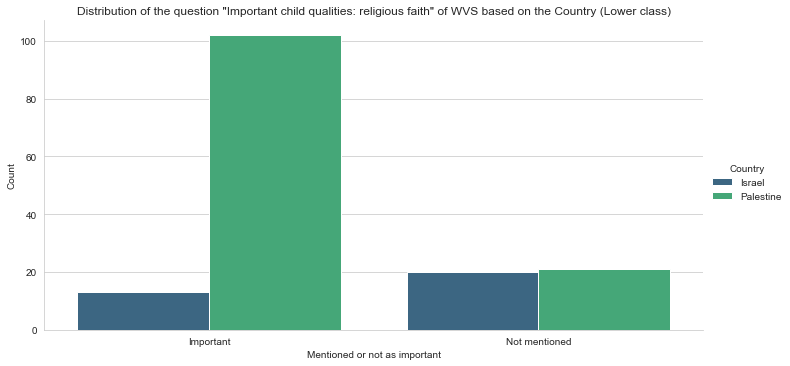 Distribution of the question "Important child qualities: religious faith" of WVS based on the Country (Lower class)
100
80
60
40
20
0
Count
Important
Not mentioned
Mentioned or not as important
Country
Israel
Palestine